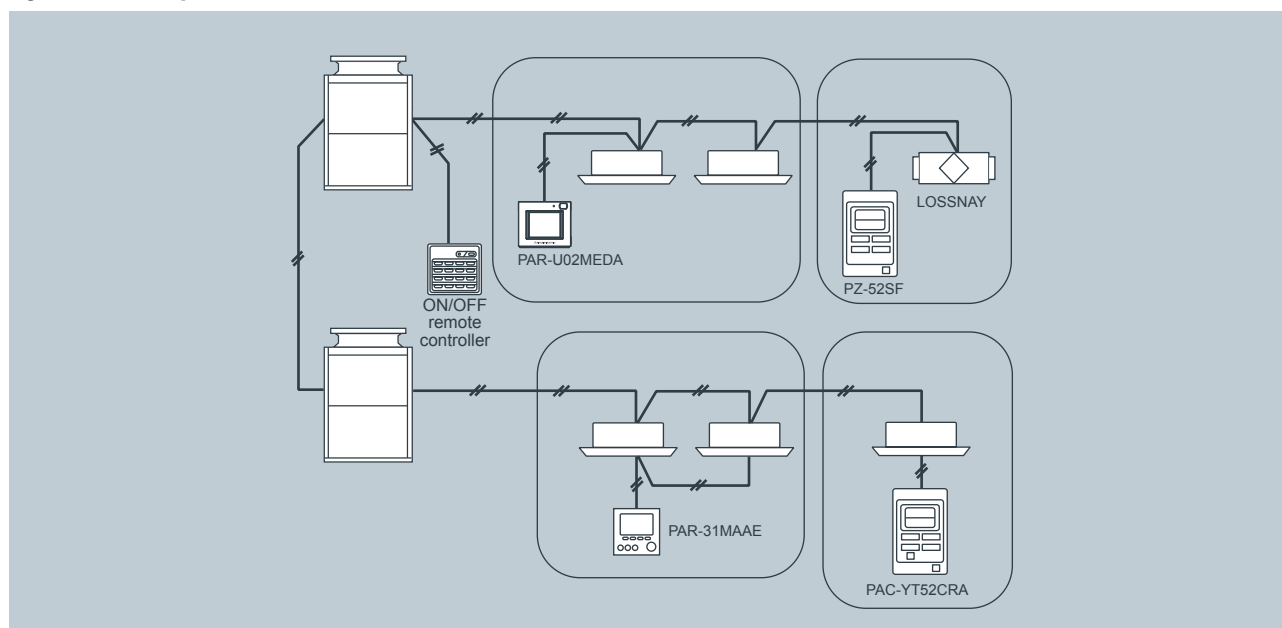 LOSSNAY
PAR-U02MEDA
PZ-52SF
ON/OFF
remote
controller
PAR-31MAAE
PAC-YT52CRA